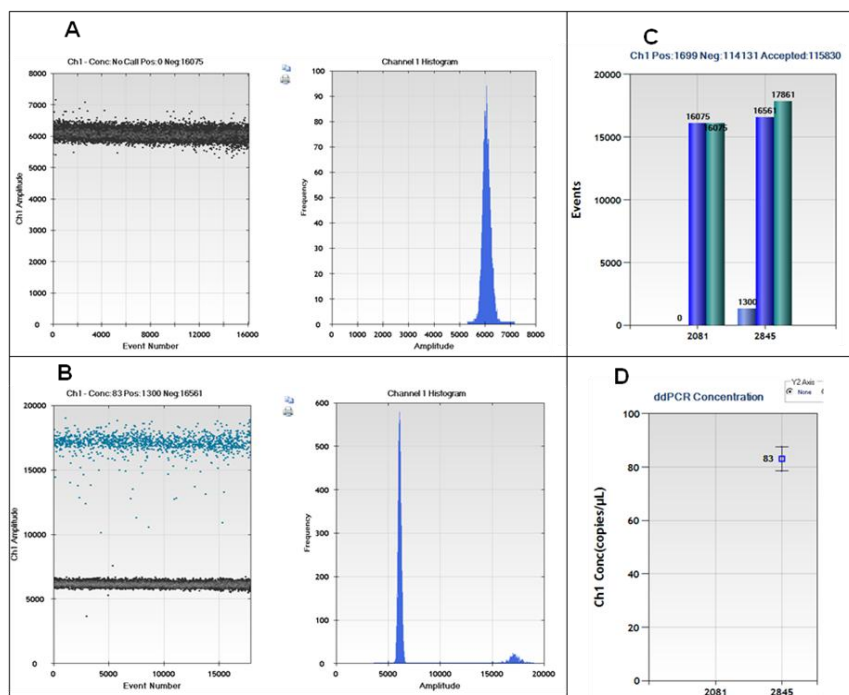 A
Ch1 - Conc:No Call Pos:0 Neg:16075
8000
7000
6000
5000
4000
3000
2000
1000
0
Ch1 Amplitude
0 4000 8000 12000 16000
Event Number
Channel 1 Histogram
100
90
80
70
60
50
40
30
20
10
0
Frequency
0 1000 2000 3000 4000 5000 6000 7000 8000
Amplitude
C
Ch1 Pos:1699 Neg:114131 Accepted:115830
20000
15000
10000
5000
0
Events
0
16075
16075
1300
16561
17861
2081 2845
B
Ch1 - Conc:83 Pos:1300 Neg:16561
20000
15000
10000
5000
0
Ch1 Amplitude
0 5000 10000 15000
Event Number
Channel 1 Histogram
600
500
400
300
200
100
0
Frequency
0 5000 10000 15000 20000
Amplitude
D
Y2 Axis
None
ddPCR Concentration
100
80
60
40
20
0
Ch1 Conc(copies/µL)
83
2081 2845